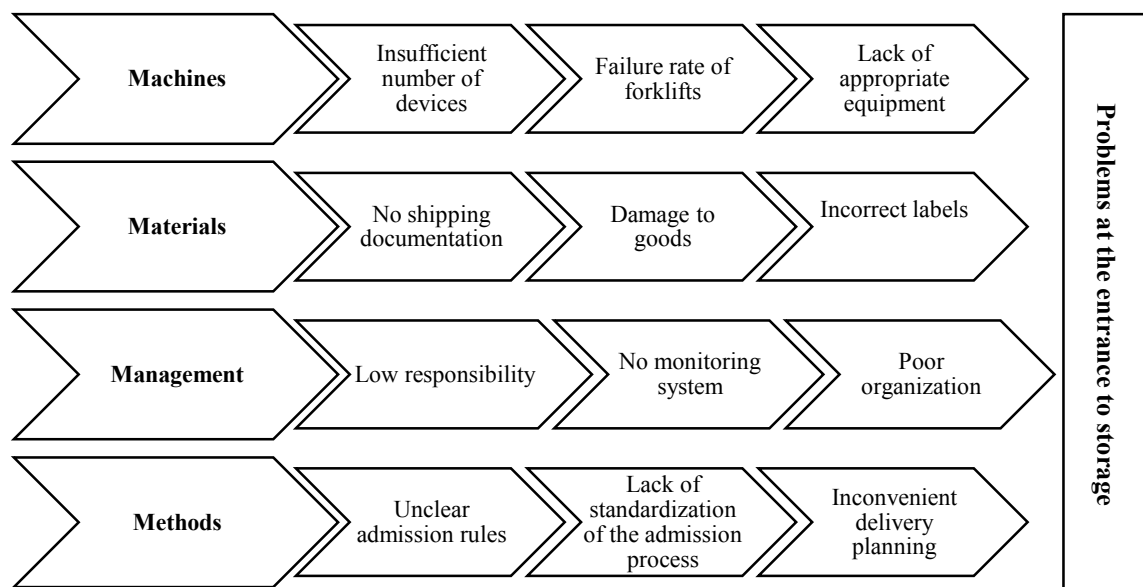 Machines
Insufficient
number of
devices
Failure rate of
forklifts
Lack of
appropriate
equipment
Materials
No shipping
documentation
Damage to
goods
Incorrect labels
Management
Low responsibility
No monitoring
system
Poor
organization
Methods
Unclear
admission rules
Lack of
standardization
of the admission
process
Inconvenient
delivery
planning
Problems at the entrance to storage